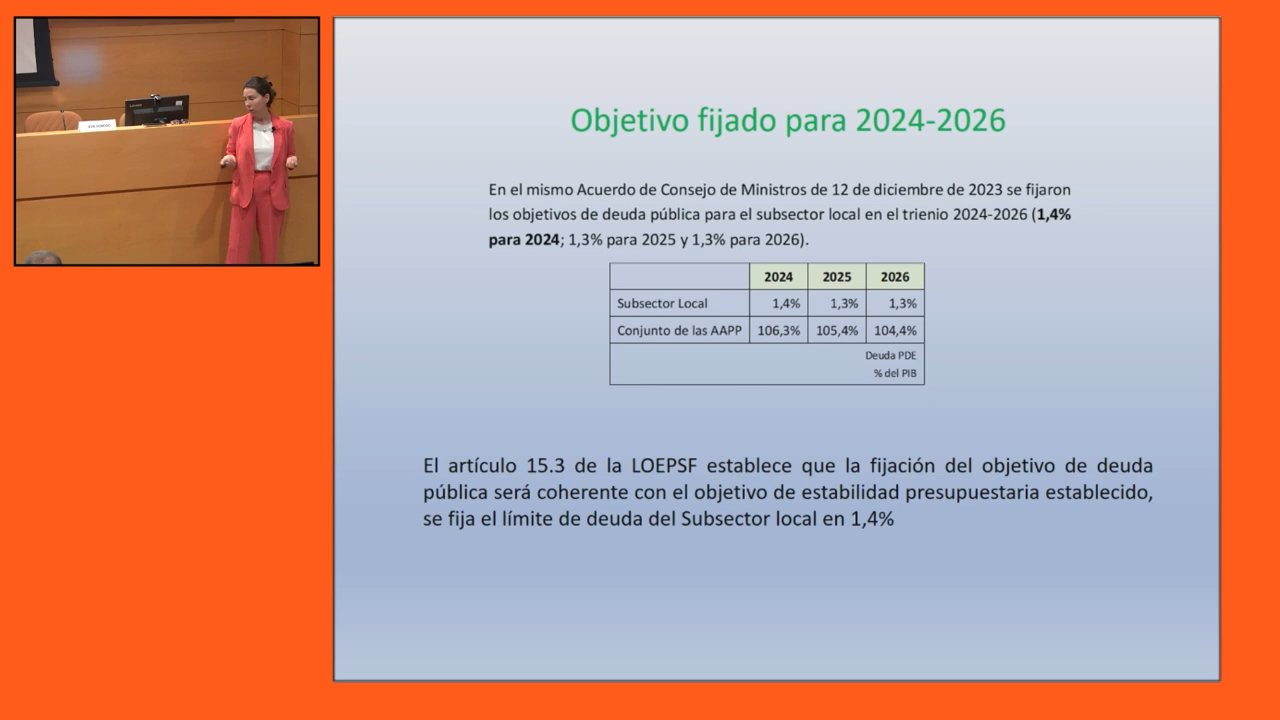 Objetivo fijado para 2024-2026
En el mismo Acuerdo de Consejo de Ministros de 12 de diciembre de 2023 se fijaron
los objetivos de deuda pública para el subsector local en el trienio 2024-2026 (1,4%
para 2024; 1,3% para 2025 y 1,3% para 2026).
2024 2025 2026
Subsector Local 1,4% 1,3% 1,3%
Conjunto de las AAPP 106,3% 105,4% 104,4%
Deuda PDE
% del PIB
El artículo 15.3 de la LOEPSF establece que la fijación del objetivo de deuda
pública será coherente con el objetivo de estabilidad presupuestaria establecido,
se fija el límite de deuda del Subsector local en 1,4%